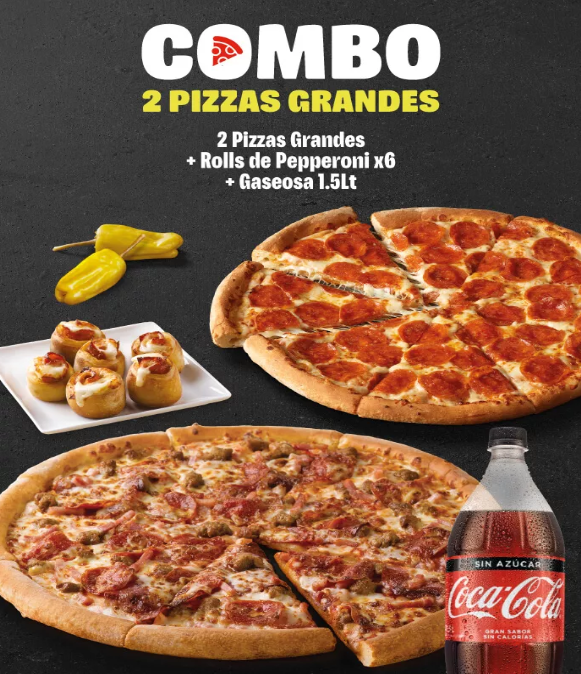 COMBO
2 PIZZAS GRANDES
2 Pizzas Grandes
+ Rolls de Pepperoni x6
+ Gaseosa 1.5Lt
SIN AZÚCAR
Coca-Cola
GRAN SABOR
SIN CALORÍAS